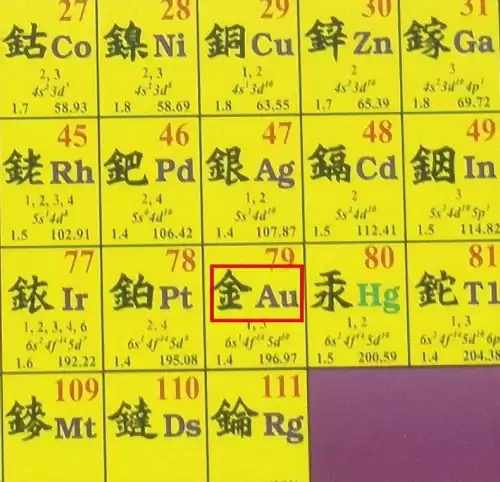 27 28 29 30 31
鈷Co 鎳Ni 銅Cu 鋅Zn 鎵Ga
2, 3 2, 3 1, 2 2 3
4s²3d⁷ 4s²3d⁸ 4s¹3d¹⁰ 4s²3d¹⁰ 4s²3d¹⁰4p¹
1.7 58.93 1.8 58.69 1.8 63.55 1.7 65.39 1.8 69.72
45 46 47 48 49
銠Rh 鈀Pd 銀Ag 鎘Cd 銦In
1, 2, 3, 4 2, 4 1, 2 2 3
5s¹4d⁸ 5s⁰4d¹⁰ 5s¹4d¹⁰ 5s²4d¹⁰ 5s²4d¹⁰5p¹
1.5 102.91 1.4 106.42 1.4 107.87 1.5 112.41 1.5 114.82
77 78 79 80 81
銥Ir 鉑Pt 金Au 汞Hg 鉈Tl
1, 2, 3, 4, 6 2, 4 1, 3 1, 2 1, 3
6s²4f¹⁴5d⁷ 6s¹4f¹⁴5d¹⁰ 6s²4f¹⁴5d¹⁰
1.6 192.22 1.4 195.08 1.4 196.97 1.5 200.59 1.4 204.38
109 110 111
䥑Mt 鐽Ds 錀Rg